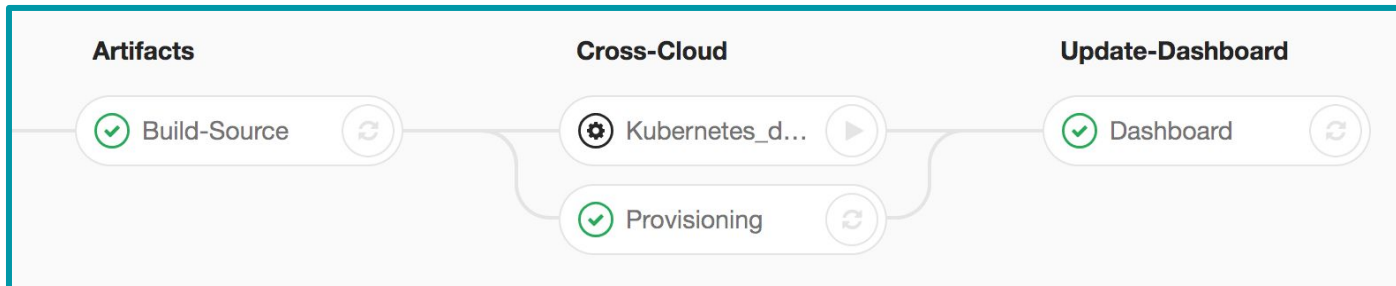 Artifacts
Cross-Cloud
Update-Dashboard
Build-Source
Kubernetes_d...
Dashboard
Provisioning